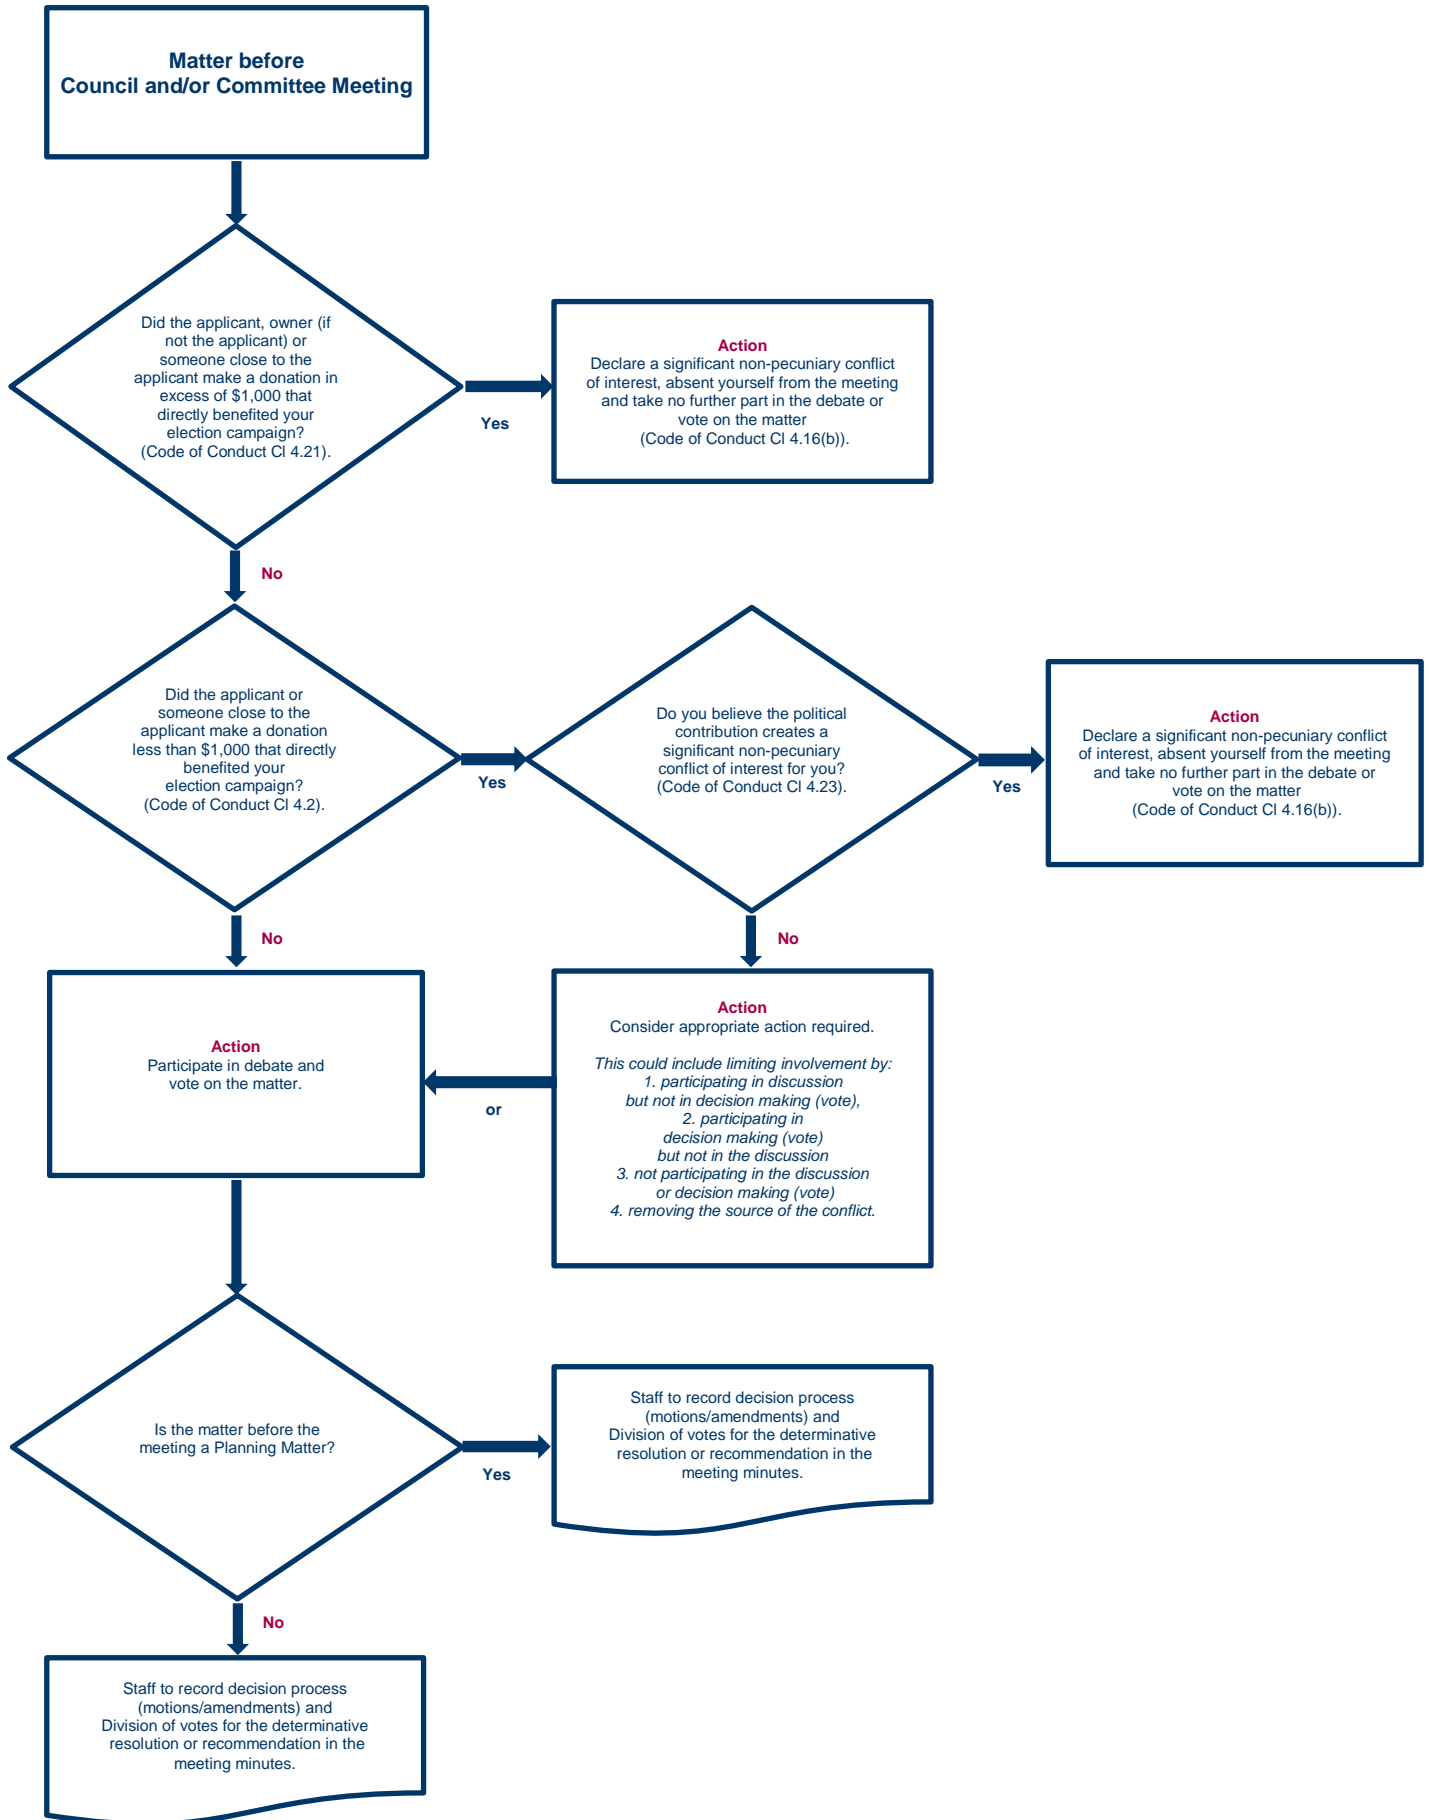 Matter before
Council and/or Committee Meeting
Did the applicant, owner (if
not the applicant) or
someone close to the
applicant make a donation in
excess of $1,000 that
directly benefited your
election campaign?
(Code of Conduct Cl 4.21).
Yes
Action
Declare a significant non-pecuniary conflict
of interest, absent yourself from the meeting
and take no further part in the debate or
vote on the matter
(Code of Conduct Cl 4.16(b)).
No
Did the applicant or
someone close to the
applicant make a donation
less than $1,000 that directly
benefited your
election campaign?
(Code of Conduct Cl 4.2).
Yes
Do you believe the political
contribution creates a
significant non-pecuniary
conflict of interest for you?
(Code of Conduct Cl 4.23).
Yes
Action
Declare a significant non-pecuniary conflict
of interest, absent yourself from the meeting
and take no further part in the debate or
vote on the matter
(Code of Conduct Cl 4.16(b)).
No
No
Action
Participate in debate and
vote on the matter.
or
Action
Consider appropriate action required.
This could include limiting involvement by:
1. participating in discussion
but not in decision making (vote),
2. participating in
decision making (vote)
but not in the discussion
3. not participating in the discussion
or decision making (vote)
4. removing the source of the conflict.
Is the matter before the
meeting a Planning Matter?
Yes
Staff to record decision process
(motions/amendments) and
Division of votes for the determinative
resolution or recommendation in the
meeting minutes.
No
Staff to record decision process
(motions/amendments) and
Division of votes for the determinative
resolution or recommendation in the
meeting minutes.